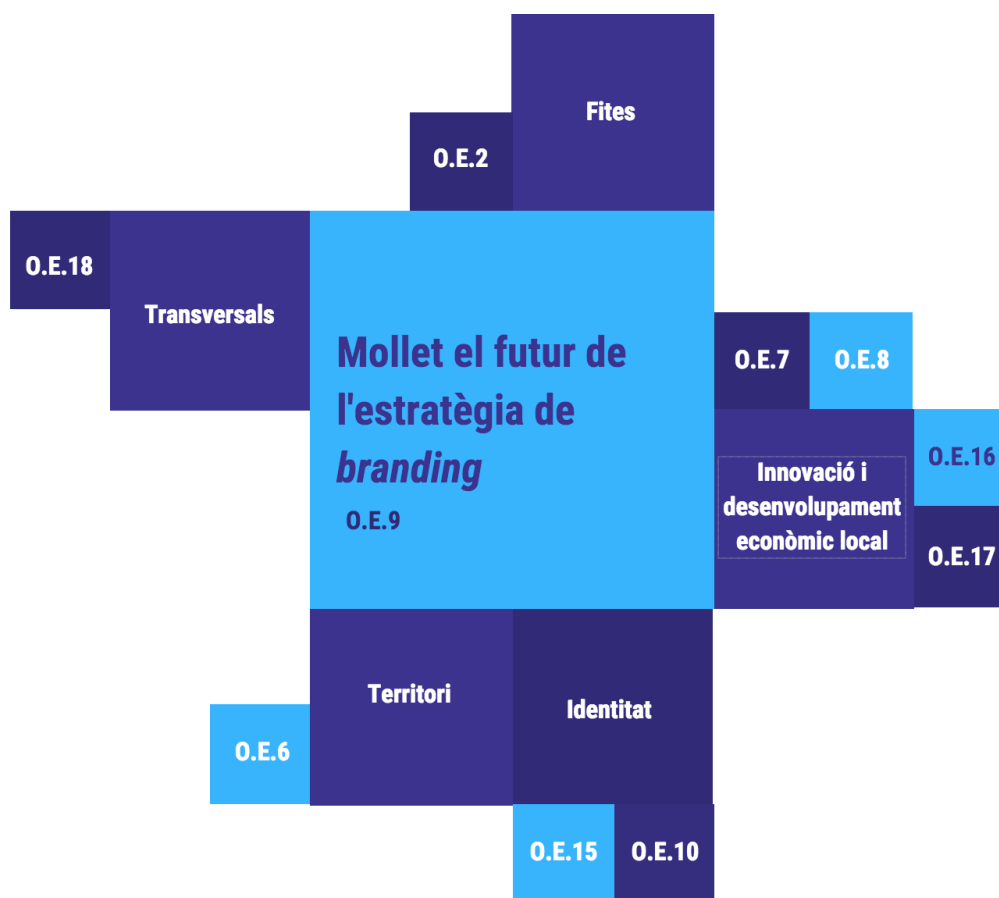 Fites
O.E.2
O.E.18
Transversals
Mollet el futur de
l'estratègia de
branding
O.E.9
O.E.7
O.E.8
Innovació i
desenvolupament
econòmic local
O.E.16
O.E.17
Territori
Identitat
O.E.6
O.E.15
O.E.10